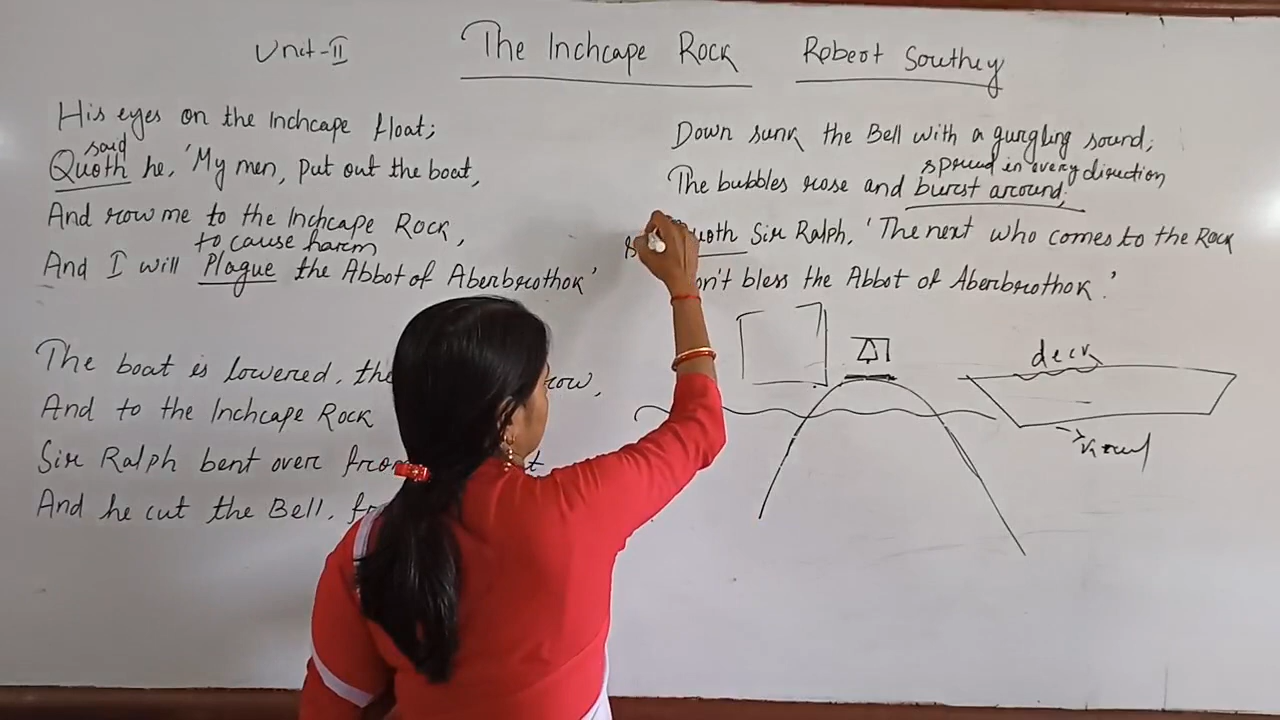 Unit-II The Inchcape Rock Robert Southey
His eyes on the Inchcape float;
said
Quoth he, 'My men, put out the boat,
And row me to the Inchcape Rock,
to cause harm
And I will Plague the Abbot of Aberbrothok'
The boat is lowered, the row,
And to the Inchcape Rock
Sir Ralph bent over from
And he cut the Bell,
Down sunk the Bell with a gurgling sound;
spread in every direction
The bubbles rose and burst around;
Sir Ralph, 'The next who comes to the Rock
bless the Abbot of Aberbrothok.'
deck